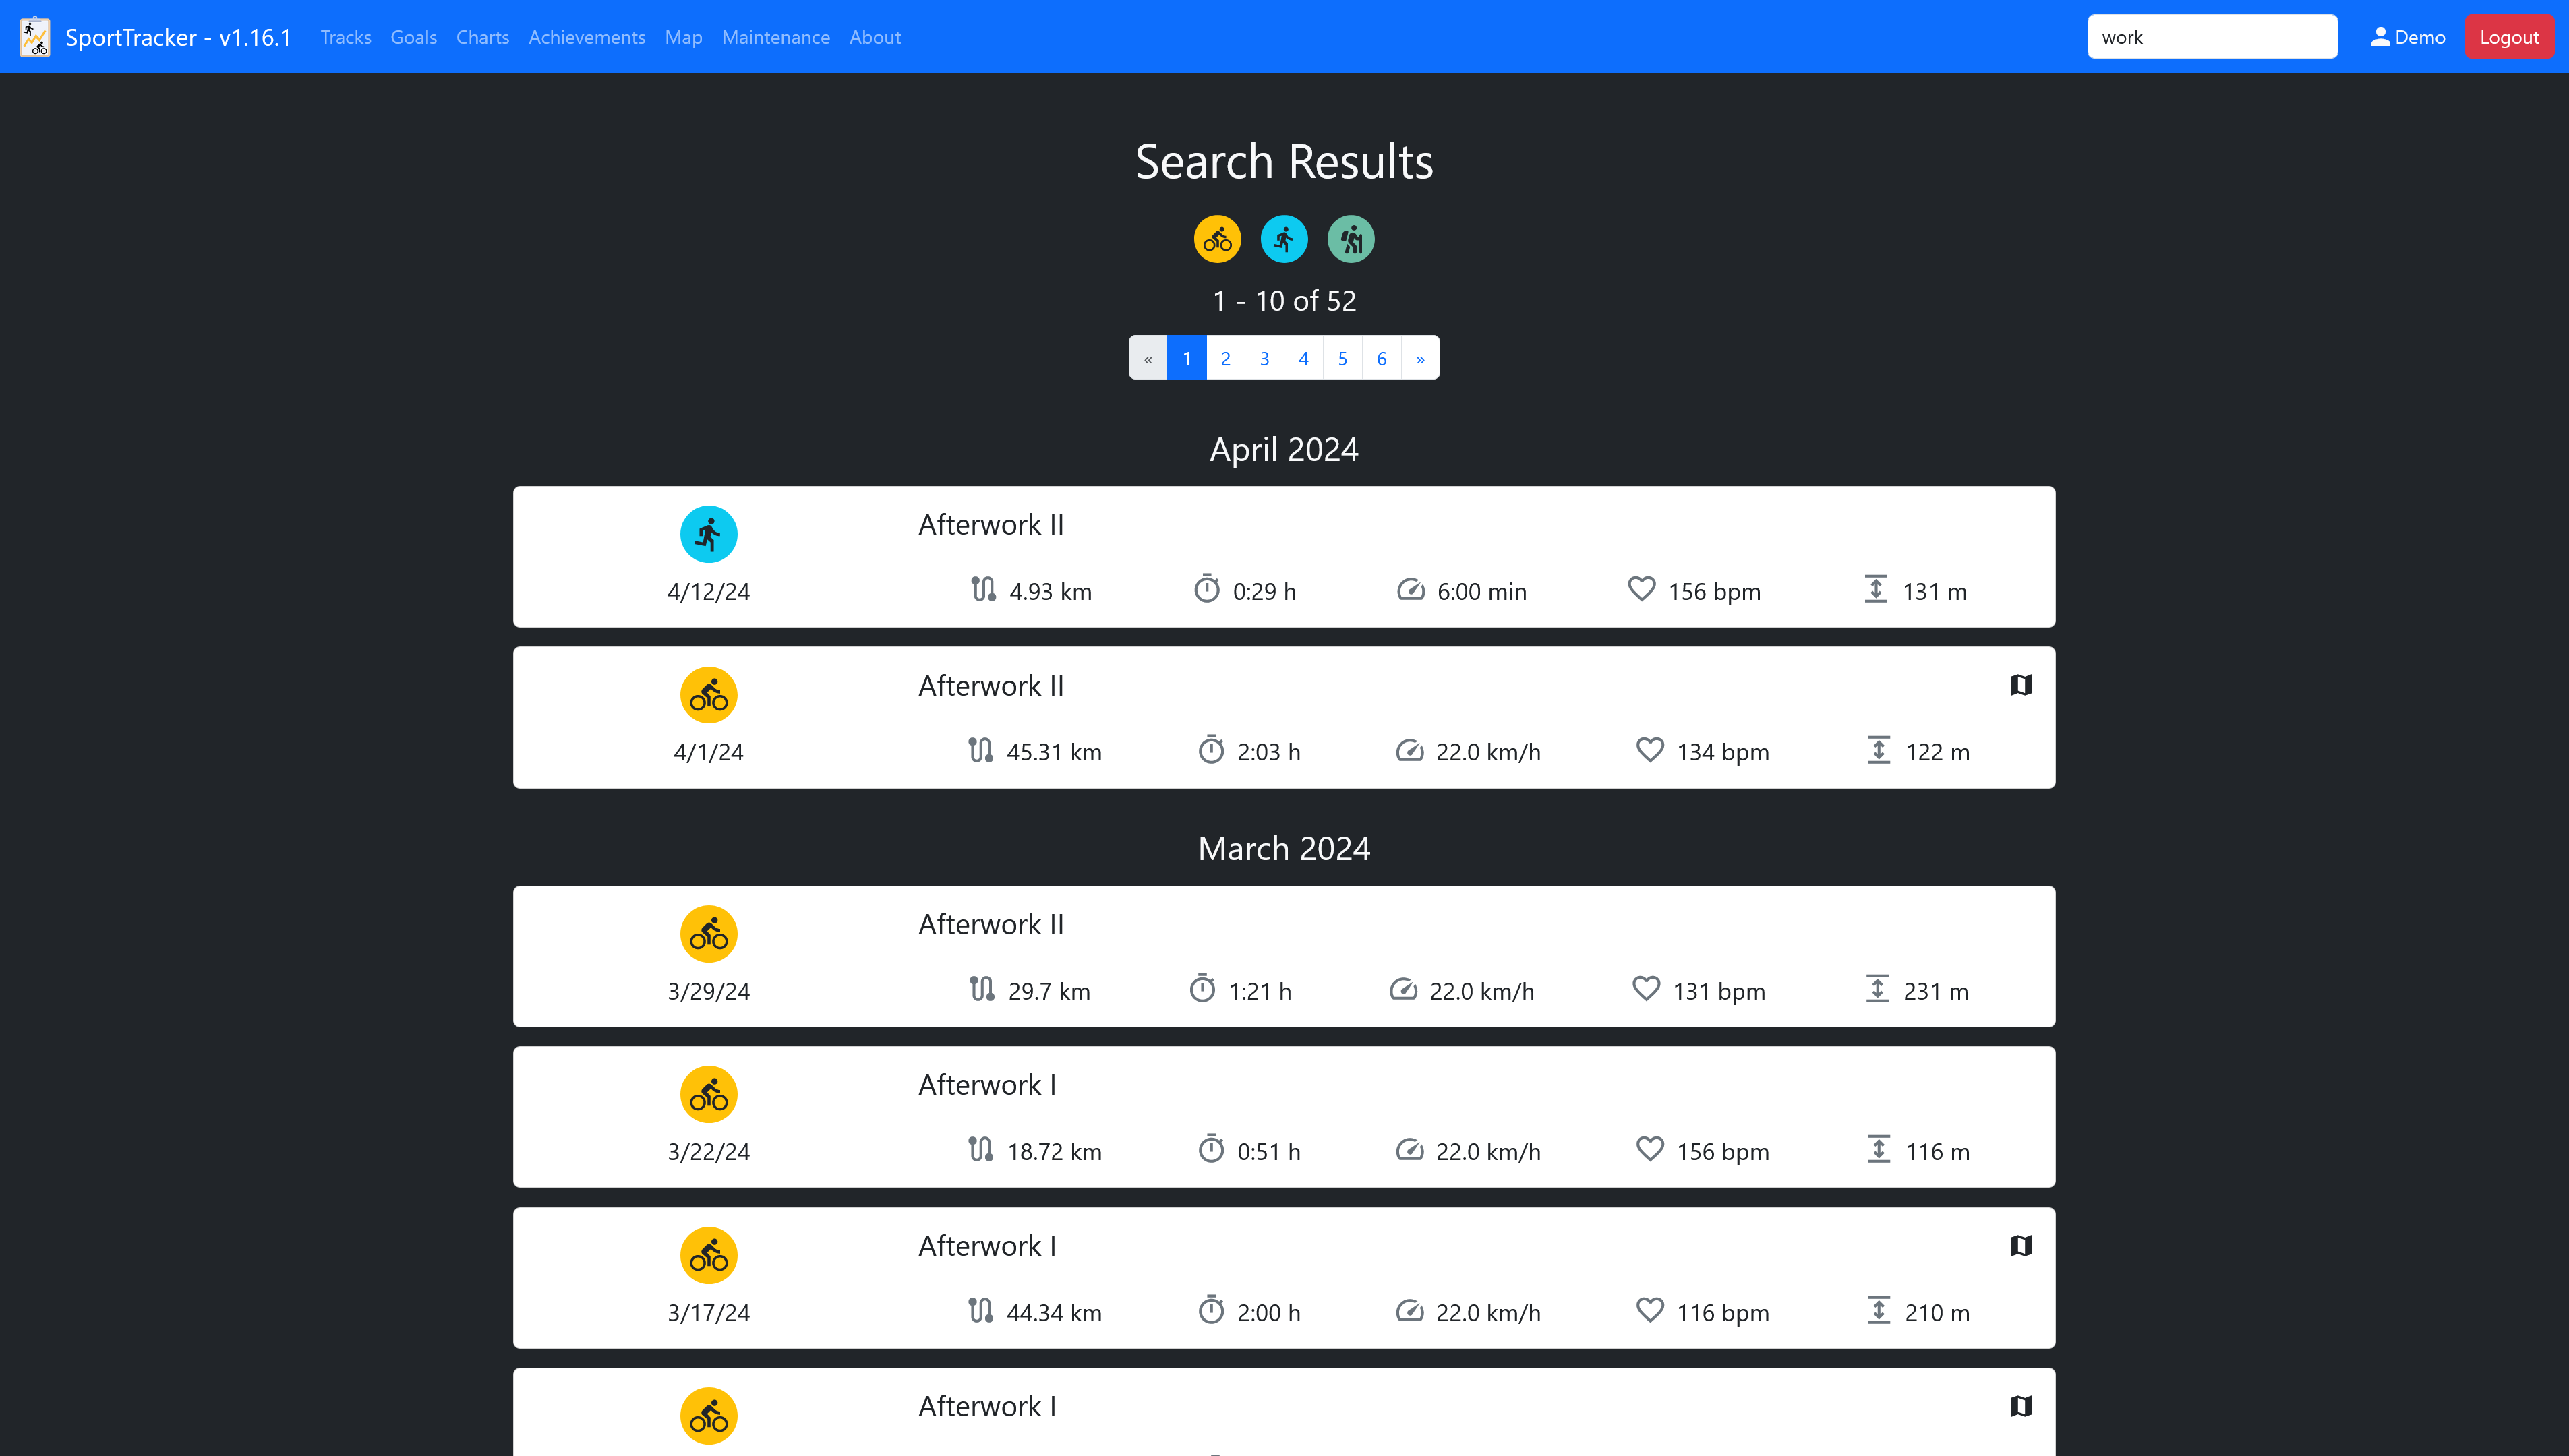 SportTracker - v1.16.1 Tracks Goals Charts Achievements Map Maintenance About work Demo Logout
Search Results
1 - 10 of 52
« 1 2 3 4 5 6 »
April 2024
Afterwork II
4/12/24 4.93 km 0:29 h 6:00 min 156 bpm 131 m
Afterwork II
4/1/24 45.31 km 2:03 h 22.0 km/h 134 bpm 122 m
March 2024
Afterwork II
3/29/24 29.7 km 1:21 h 22.0 km/h 131 bpm 231 m
Afterwork I
3/22/24 18.72 km 0:51 h 22.0 km/h 156 bpm 116 m
Afterwork I
3/17/24 44.34 km 2:00 h 22.0 km/h 116 bpm 210 m
Afterwork I